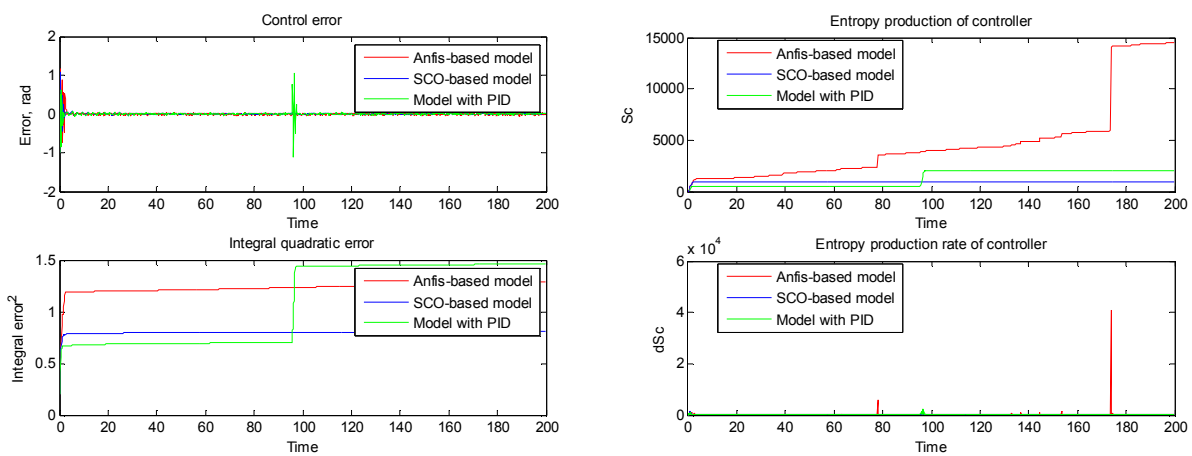 Control error
Error, rad
2
1
0
-1
-2
Anfis-based model
SCO-based model
Model with PID
0 20 40 60 80 100 120 140 160 180 200
Time
Integral quadratic error
Integral error2
1.5
1
0.5
0
Anfis-based model
SCO-based model
Model with PID
0 20 40 60 80 100 120 140 160 180 200
Time
Entropy production of controller
Sc
15000
10000
5000
0
Anfis-based model
SCO-based model
Model with PID
0 20 40 60 80 100 120 140 160 180 200
Time
Entropy production rate of controller
x 10^4
dSc
6
4
2
0
Anfis-based model
SCO-based model
Model with PID
0 20 40 60 80 100 120 140 160 180 200
Time